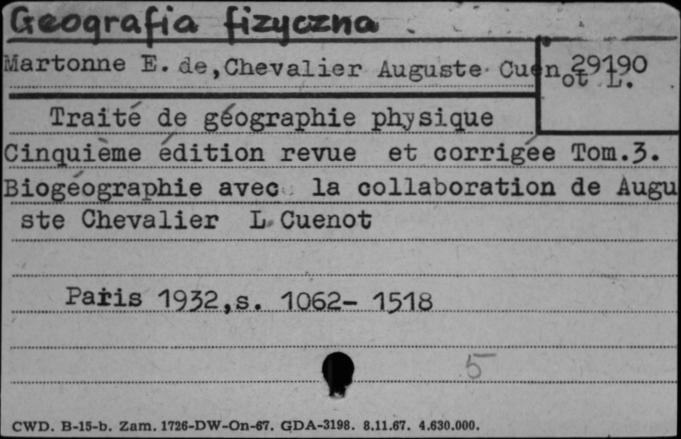 Geografia fizyczna
Martonne E. de, Chevalier Auguste Cuenot L.
29190
Traité de géographie physique
Cinquième édition revue et corrigée Tom.3.
Biogéographie avec la collaboration de Augu
ste Chevalier L. Cuenot
Paris 1932, s. 1062- 1518
5
CWD. B-15-b. Zam. 1726-DW-On-67. GDA-3198. 8.11.67. 4.630.000.